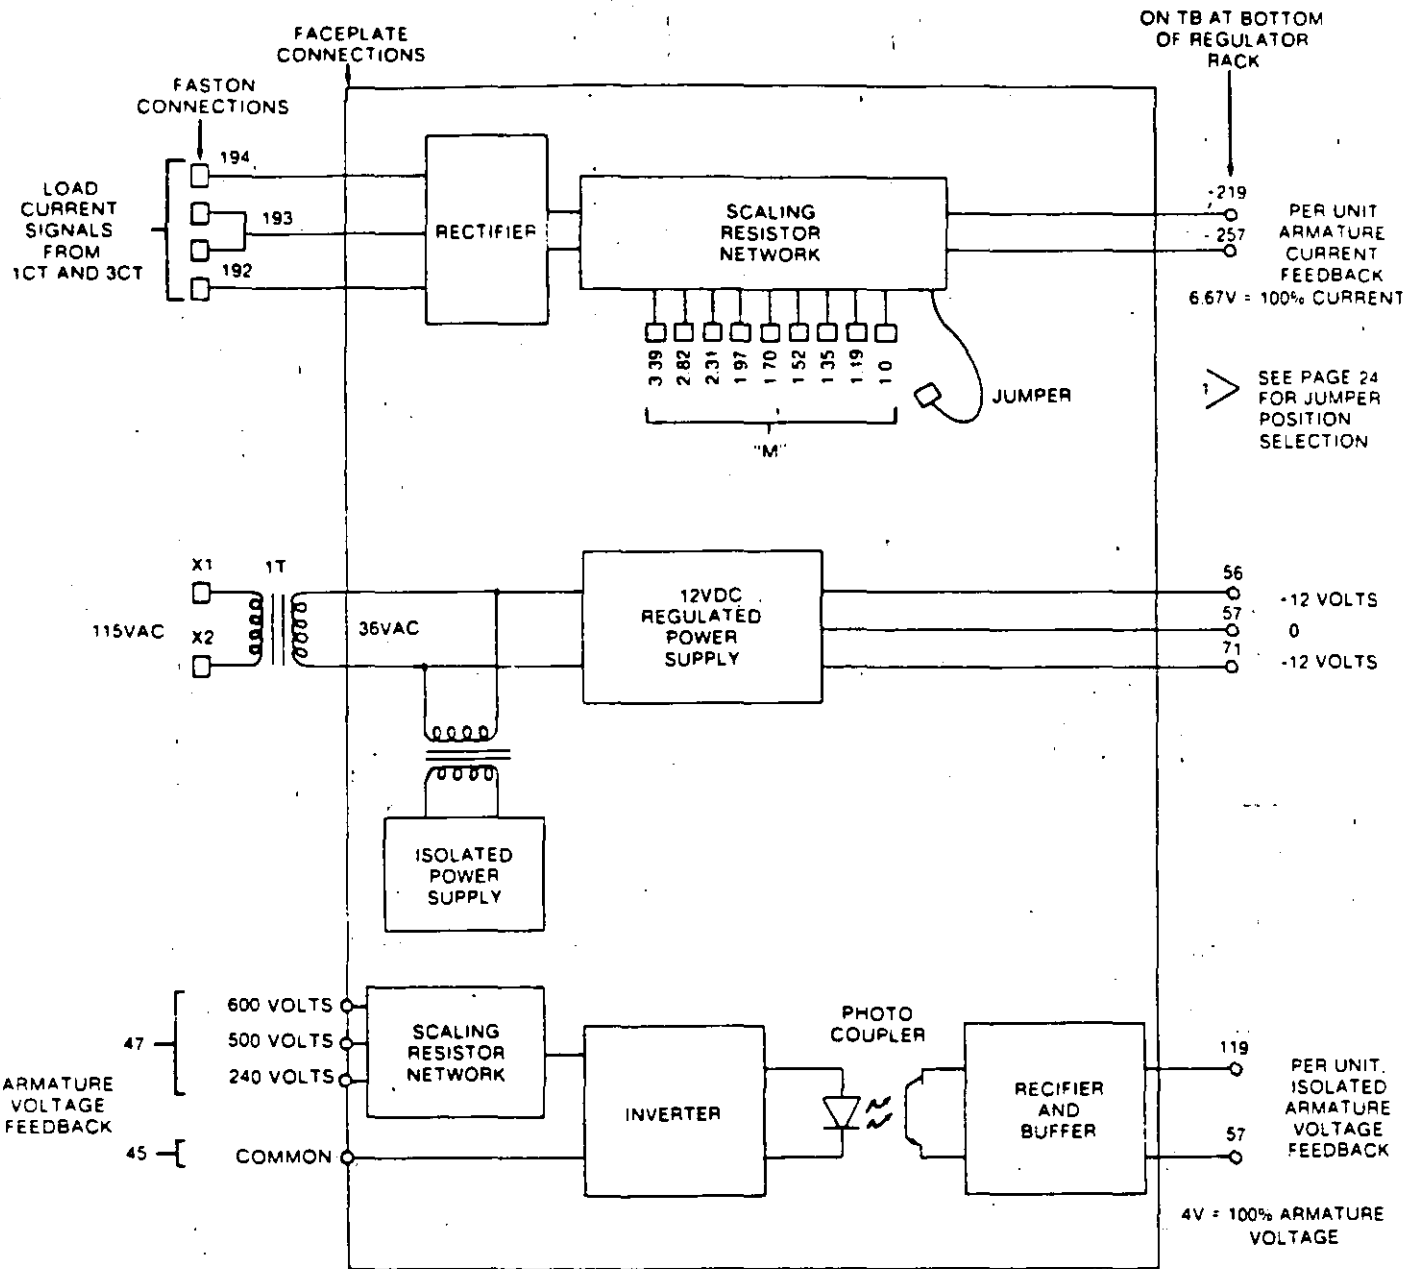 FACEPLATE
CONNECTIONS
ON TB AT BOTTOM
OF REGULATOR
RACK
FASTON
CONNECTIONS
LOAD
CURRENT
SIGNALS
FROM
1CT AND 3CT
194
193
192
RECTIFIER
SCALING
RESISTOR
NETWORK
-219
-257
PER UNIT
ARMATURE
CURRENT
FEEDBACK
6.67V = 100% CURRENT
3.39
2.82
2.31
1.97
1.70
1.52
1.35
1.19
1.0
"M"
JUMPER
1
SEE PAGE 24
FOR JUMPER
POSITION
SELECTION
X1
1T
115VAC
X2
36VAC
12VDC
REGULATED
POWER
SUPPLY
56
-12 VOLTS
57
0
71
-12 VOLTS
ISOLATED
POWER
SUPPLY
47
ARMATURE
VOLTAGE
FEEDBACK
45
600 VOLTS
500 VOLTS
240 VOLTS
COMMON
SCALING
RESISTOR
NETWORK
INVERTER
PHOTO
COUPLER
RECIFIER
AND
BUFFER
119
57
PER UNIT.
ISOLATED
ARMATURE
VOLTAGE
FEEDBACK
4V = 100% ARMATURE
VOLTAGE